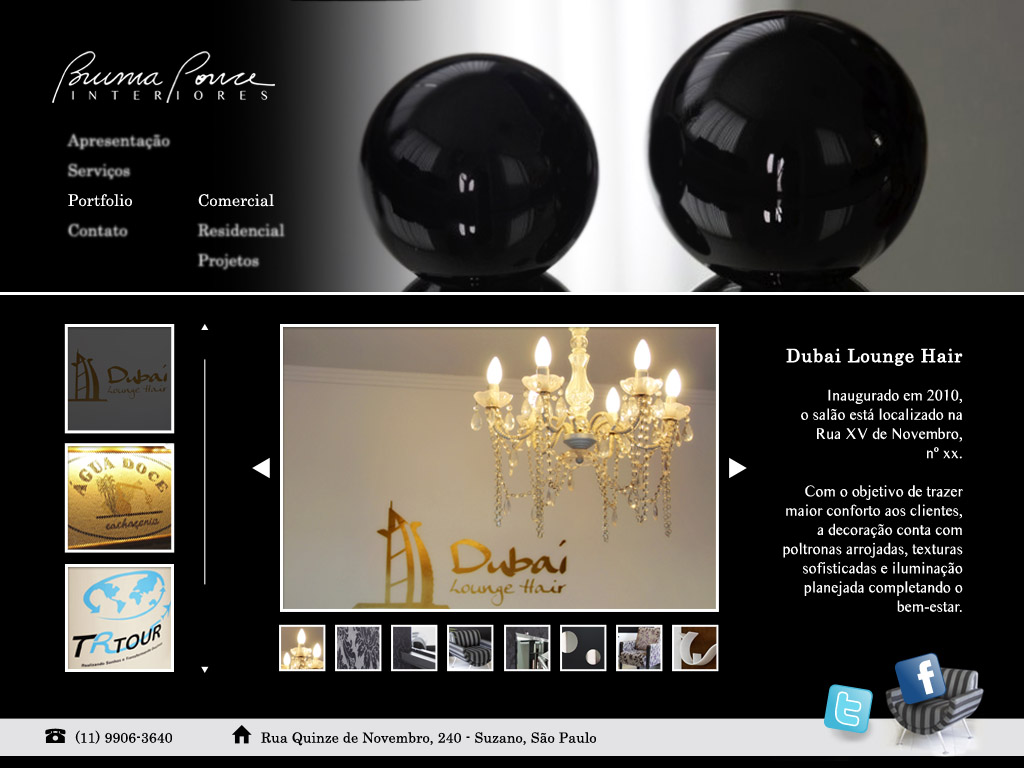 Bruma Ponce
INTERIORES
Apresentação
Serviços
Portfolio
Contato
Comercial
Residencial
Projetos
Dubai
Lounge Hair
ÁGUA DOCE
cachaçaria
TRTOUR
Dubai
Lounge Hair
Dubai Lounge Hair
Inaugurado em 2010,
o salão está localizado na
Rua XV de Novembro,
nº xx.
Com o objetivo de trazer
maior conforto aos clientes,
a decoração conta com
poltronas arrojadas, texturas
sofisticadas e iluminação
planejada completando o
bem-estar.
t
f
(11) 9906-3640
Rua Quinze de Novembro, 240 - Suzano, São Paulo